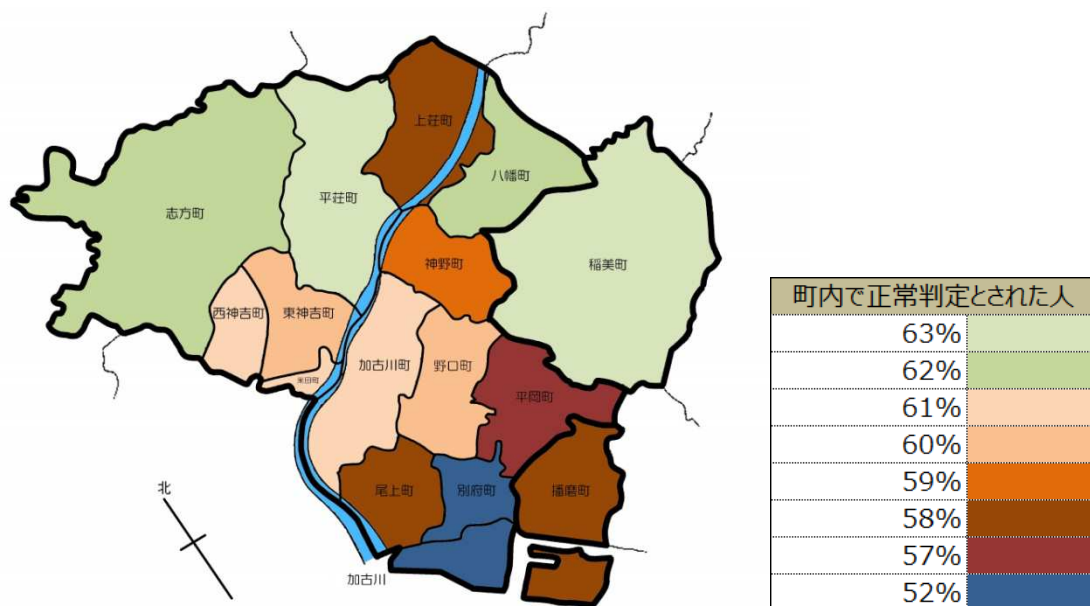 上荘町
八幡町
平荘町
志方町
神野町
稲美町
西神吉町
東神吉町
加古川町
野口町
米田町
平岡町
尾上町
別府町
播磨町
北
加古川
町内で正常判定とされた人
63%
62%
61%
60%
59%
58%
57%
52%